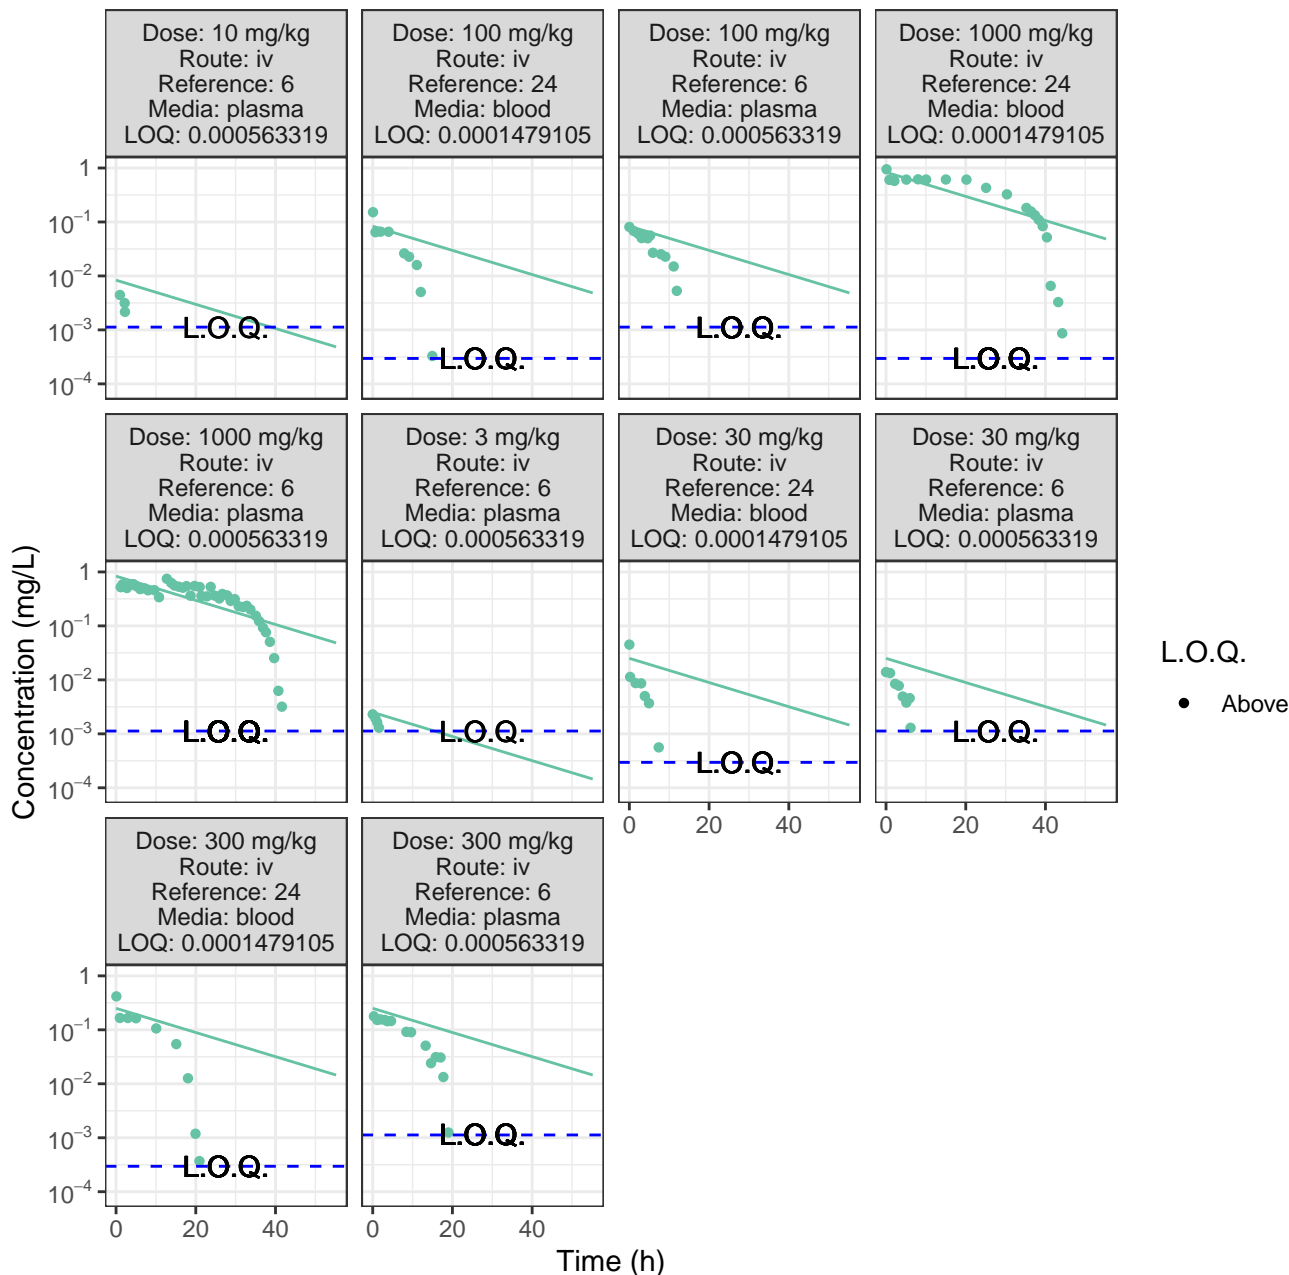 Dose: 10 mg/kg
Route: iv
Reference: 6
Media: plasma
LOQ: 0.000563319
Dose: 100 mg/kg
Route: iv
Reference: 24
Media: blood
LOQ: 0.0001479105
Dose: 100 mg/kg
Route: iv
Reference: 6
Media: plasma
LOQ: 0.000563319
Dose: 1000 mg/kg
Route: iv
Reference: 24
Media: blood
LOQ: 0.0001479105
1
10⁻¹
10⁻²
10⁻³
10⁻⁴
L.O.Q.
L.O.Q.
L.O.Q.
L.O.Q.
Dose: 1000 mg/kg
Route: iv
Reference: 6
Media: plasma
LOQ: 0.000563319
Dose: 3 mg/kg
Route: iv
Reference: 6
Media: plasma
LOQ: 0.000563319
Dose: 30 mg/kg
Route: iv
Reference: 24
Media: blood
LOQ: 0.0001479105
Dose: 30 mg/kg
Route: iv
Reference: 6
Media: plasma
LOQ: 0.000563319
1
10⁻¹
10⁻²
10⁻³
10⁻⁴
L.O.Q.
L.O.Q.
L.O.Q.
L.O.Q.
0 20 40
0 20 40
Dose: 300 mg/kg
Route: iv
Reference: 24
Media: blood
LOQ: 0.0001479105
Dose: 300 mg/kg
Route: iv
Reference: 6
Media: plasma
LOQ: 0.000563319
1
10⁻¹
10⁻²
10⁻³
10⁻⁴
L.O.Q.
L.O.Q.
0 20 40
0 20 40
Time (h)
Concentration (mg/L)
L.O.Q.
Above